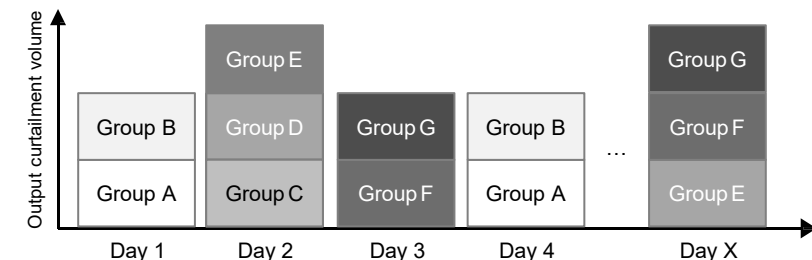 Output curtailment volume
Group E
Group G
Group B
Group D
Group G
Group B
Group F
...
Group A
Group C
Group F
Group A
Group E
Day 1
Day 2
Day 3
Day 4
Day X